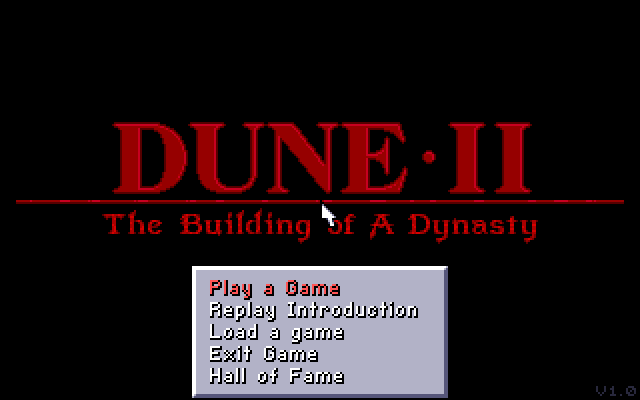 DUNE·II
The Building of A Dynasty
Play a Game
Replay Introduction
Load a game
Exit Game
Hall of Fame
V1.0